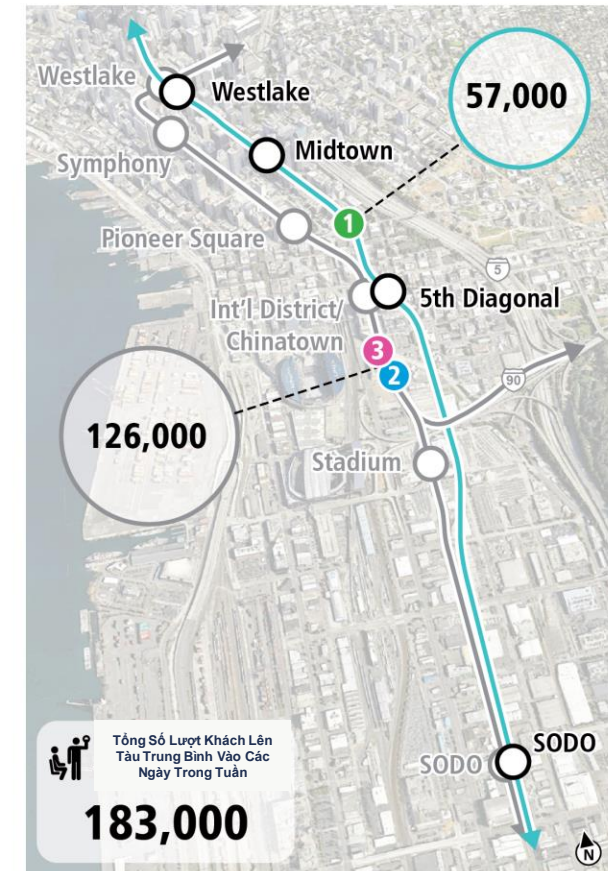 Westlake
Westlake
57,000
Midtown
Symphony
1
Pioneer Square
5
Int'l District/
Chinatown
5th Diagonal
3
2
90
126,000
Stadium
Tổng Số Lượt Khách Lên
Tàu Trung Bình Vào Các
Ngày Trong Tuần
183,000
SODO
SODO
N